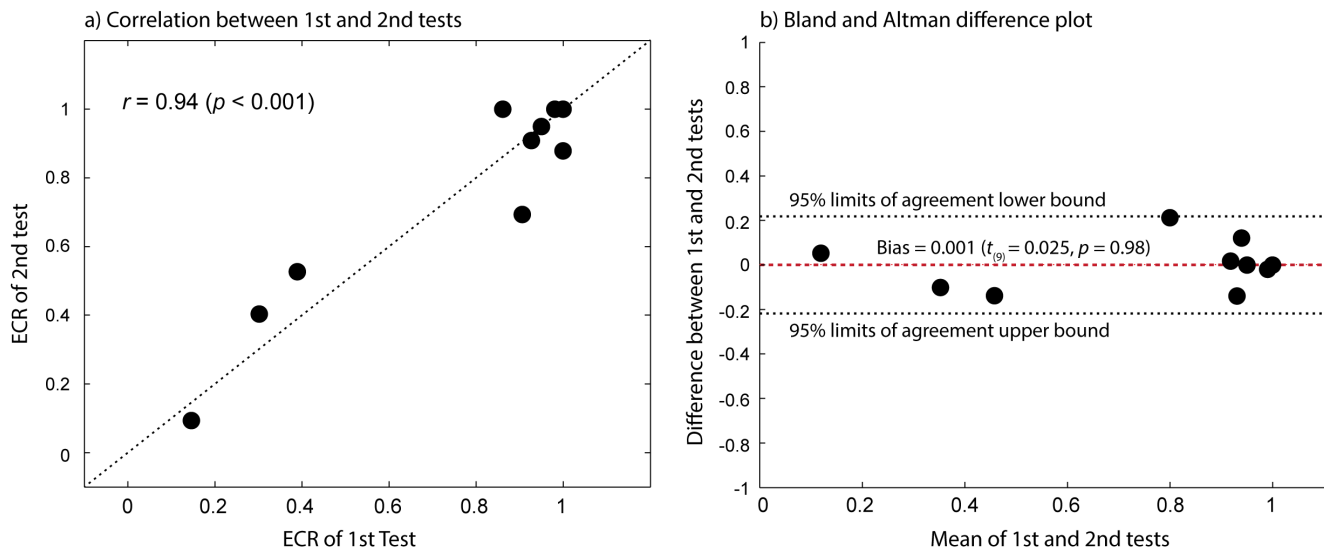 a) Correlation between 1st and 2nd tests
r = 0.94 (p < 0.001)
ECR of 2nd test
1
0.8
0.6
0.4
0.2
0
0
0.2
0.4
0.6
0.8
1
ECR of 1st Test
b) Bland and Altman difference plot
Difference between 1st and 2nd tests
1
0.8
0.6
0.4
0.2
0
-0.2
-0.4
-0.6
-0.8
-1
95% limits of agreement lower bound
Bias = 0.001 (t(9) = 0.025, p = 0.98)
95% limits of agreement upper bound
0
0.2
0.4
0.6
0.8
1
Mean of 1st and 2nd tests